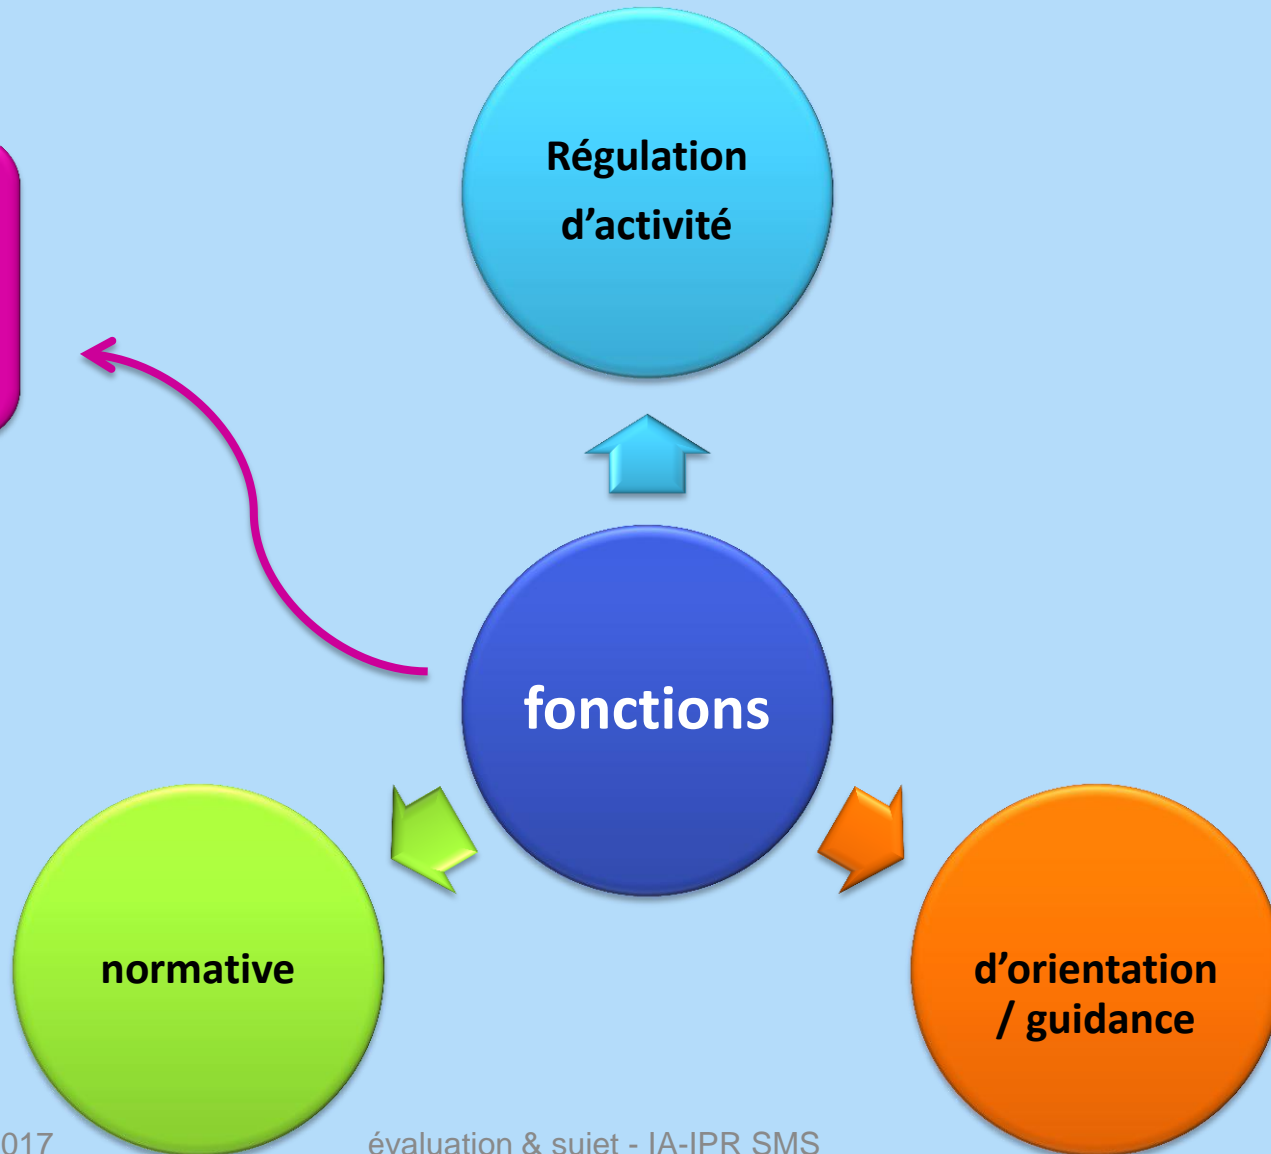 Régulation
d’activité
fonctions
normative
d’orientation
/ guidance
017
évaluation & sujet - IA-IPR SMS